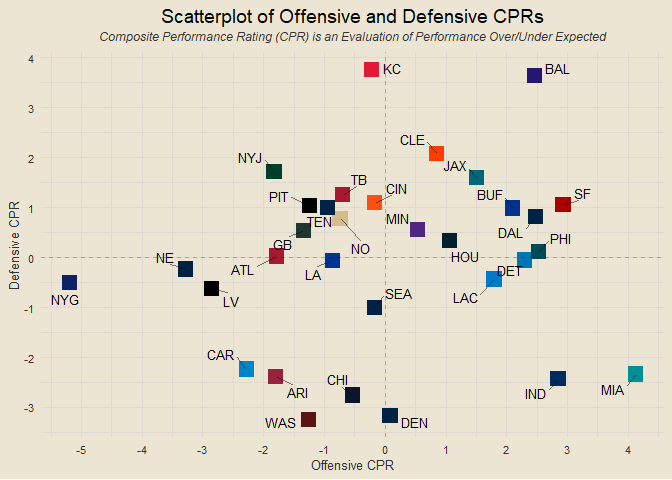 Scatterplot of Offensive and Defensive CPRs
Composite Performance Rating (CPR) is an Evaluation of Performance Over/Under Expected
4
KC
BAL
3
CLE
2
NYJ
JAX
TB
PIT
CIN
BUF
SF
1
TEN
MIN
DAL
PHI
GB
NO
HOU
NE
0
ATL
LA
DET
LAC
NYG
LV
SEA
-1
CAR
-2
CHI
ARI
IND
MIA
-3
WAS
DEN
Defensive CPR
-5 -4 -3 -2 -1 0 1 2 3 4
Offensive CPR